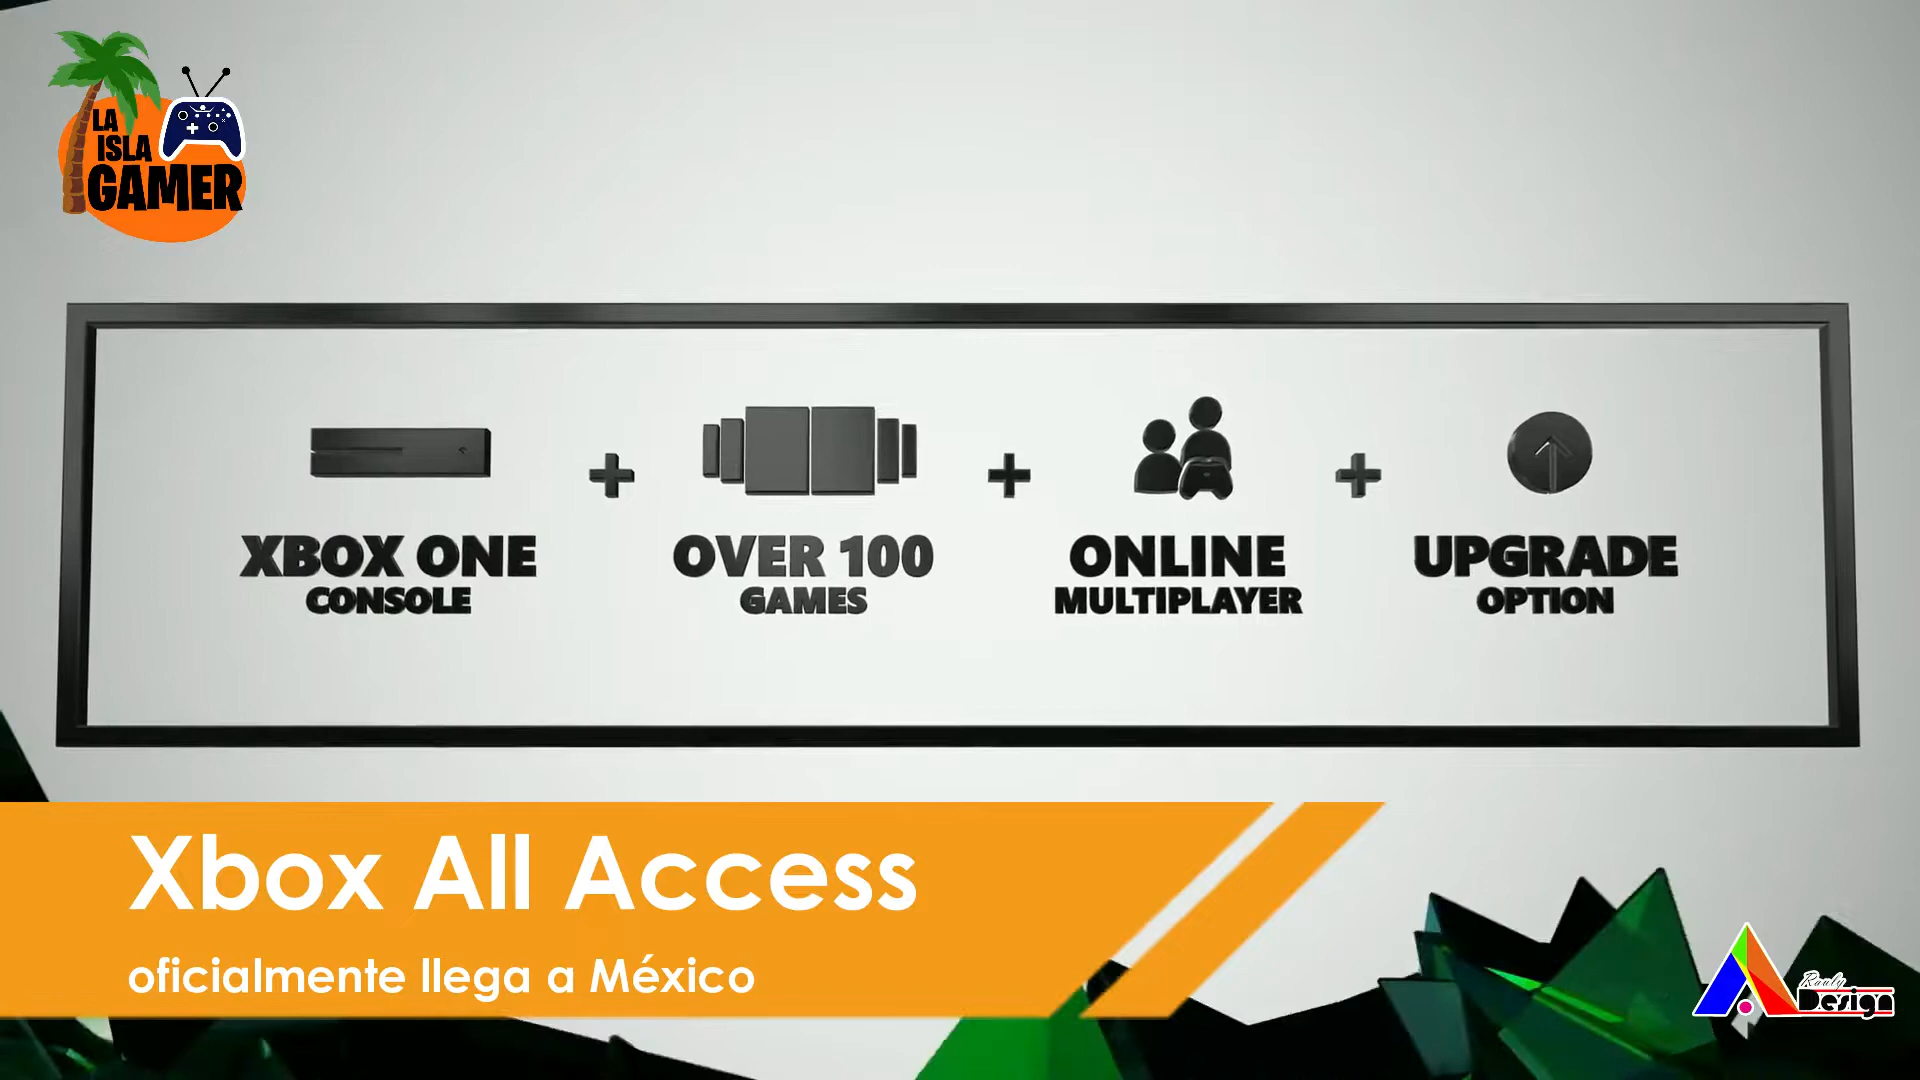 LA
ISLA
GAMER
XBOX ONE
CONSOLE
+
OVER 100
GAMES
+
ONLINE
MULTIPLAYER
+
UPGRADE
OPTION
Xbox All Access
oficialmente llega a México
Rauly
Design